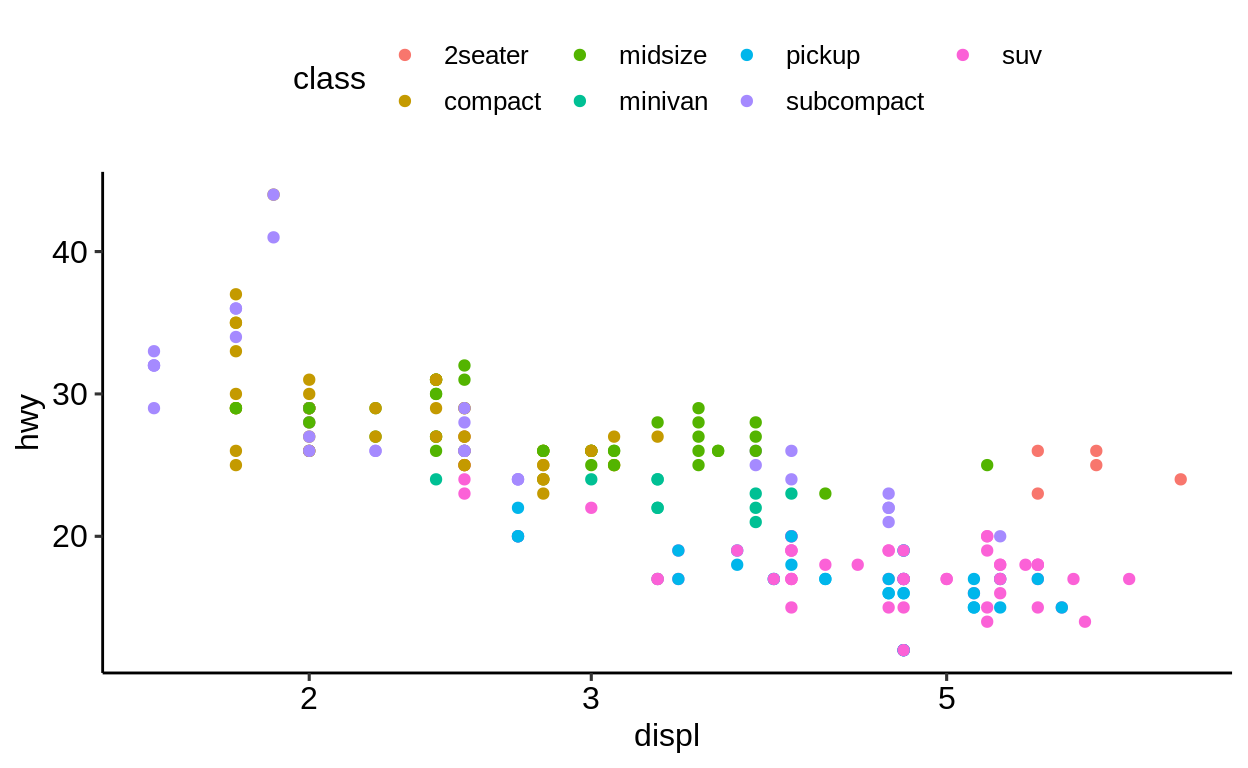 class
2seater midsize pickup suv
compact minivan subcompact
40
30
20
hwy
2 3 5
displ